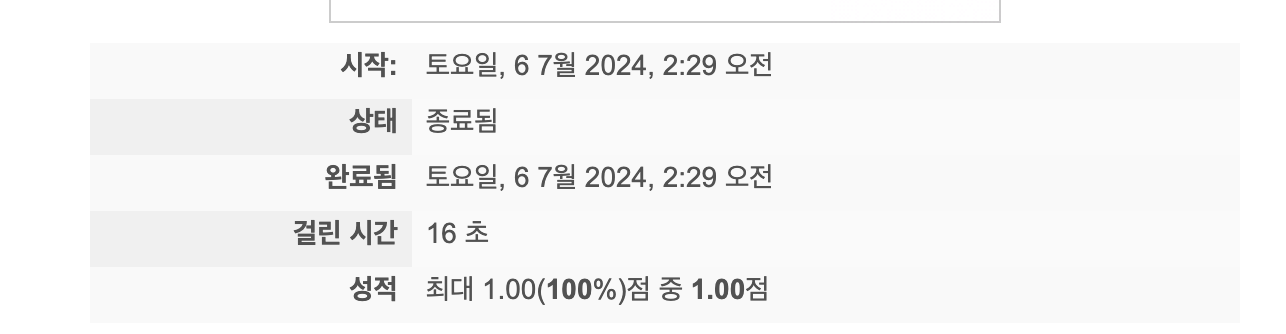 시작: 토요일, 6 7월 2024, 2:29 오전
상태 종료됨
완료됨 토요일, 6 7월 2024, 2:29 오전
걸린 시간 16 초
성적 최대 1.00(100%)점 중 1.00점